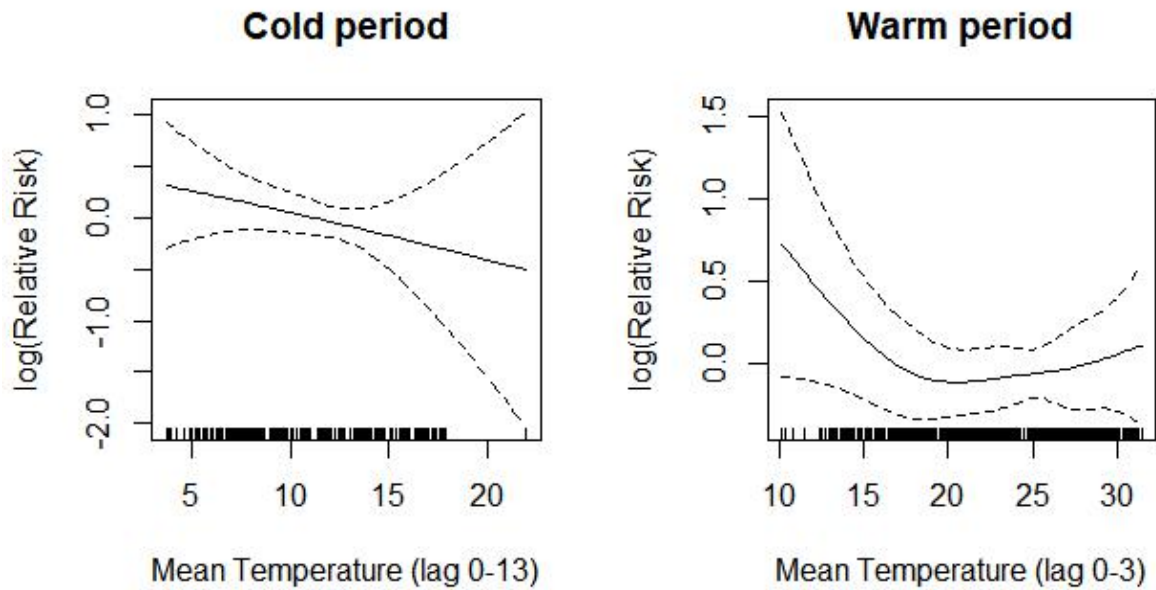 Cold period
log(Relative Risk)
1.0
0.0
-1.0
-2.0
5
10
15
20
Mean Temperature (lag 0-13)
Warm period
log(Relative Risk)
1.5
1.0
0.5
0.0
10
15
20
25
30
Mean Temperature (lag 0-3)